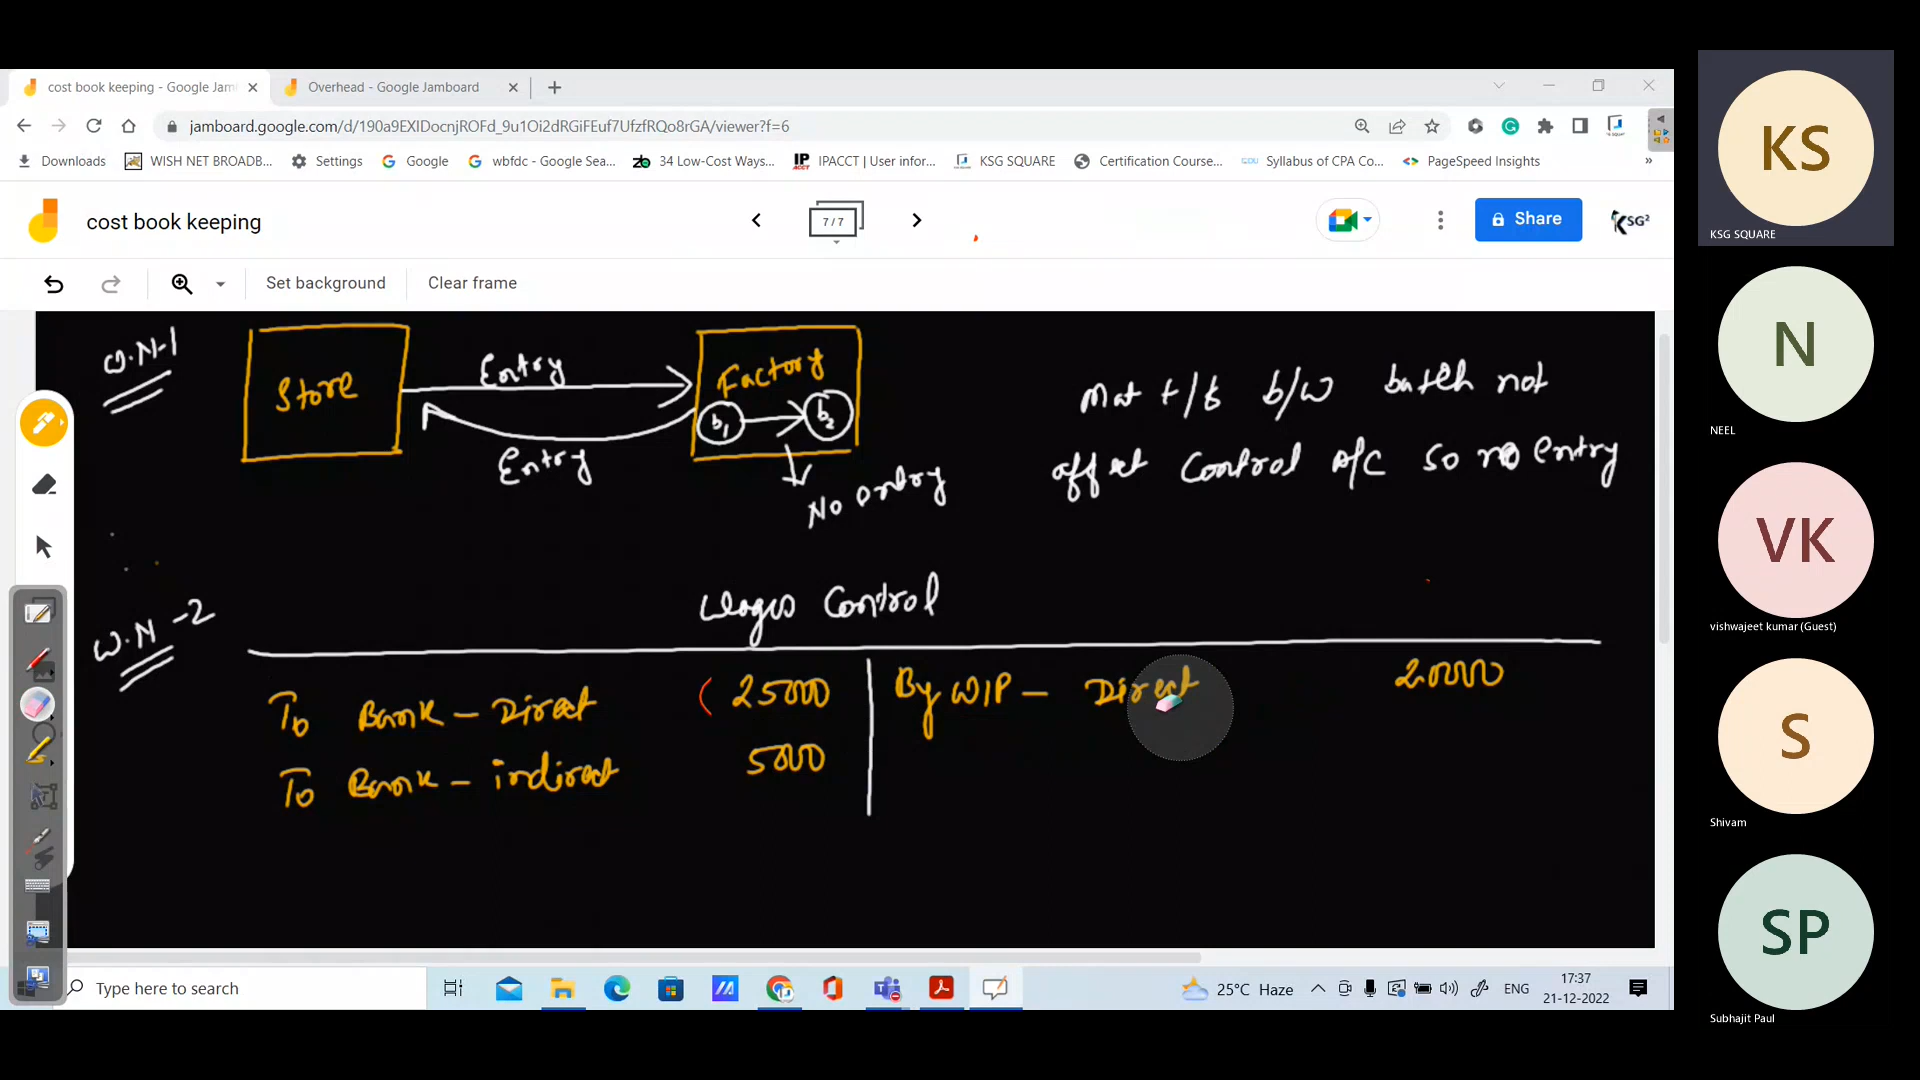 cost book keeping - Google Jam
Overhead - Google Jamboard
jamboard.google.com/d/190a9EXIDocnjROFd_9u1Oi2dRGiFEuf7UfzfRQo8rGA/viewer?f=6
Downloads
WISH NET BROADB...
Settings
Google
wbfdc - Google Sea...
34 Low-Cost Ways...
IPACCT | User infor...
KSG SQUARE
Certification Course...
Syllabus of CPA Co...
PageSpeed Insights
cost book keeping
7 / 7
Share
KSG²
Set background
Clear frame
W.N-1
Store
Entry
Factory
b1
b2
Entry
No entry
Mat t/f b/w batch not
affect Control A/C so no entry
W.N-2
Wages Control
To Bank - Direct 25000
By WIP - Direct 20000
To Bank - indirect 5000
Type here to search
25°C Haze
ENG
17:37
21-12-2022
KS
KSG SQUARE
N
NEEL
VK
vishwajeet kumar (Guest)
S
Shivam
SP
Subhajit Paul